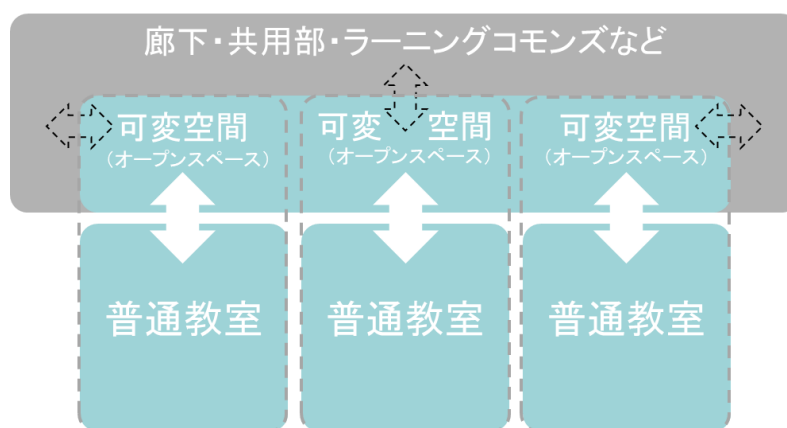 廊下・共用部・ラーニングコモンズなど
可変空間
（オープンスペース）
可変 空間
（オープンスペース）
可変空間
（オープンスペース）
普通教室
普通教室
普通教室